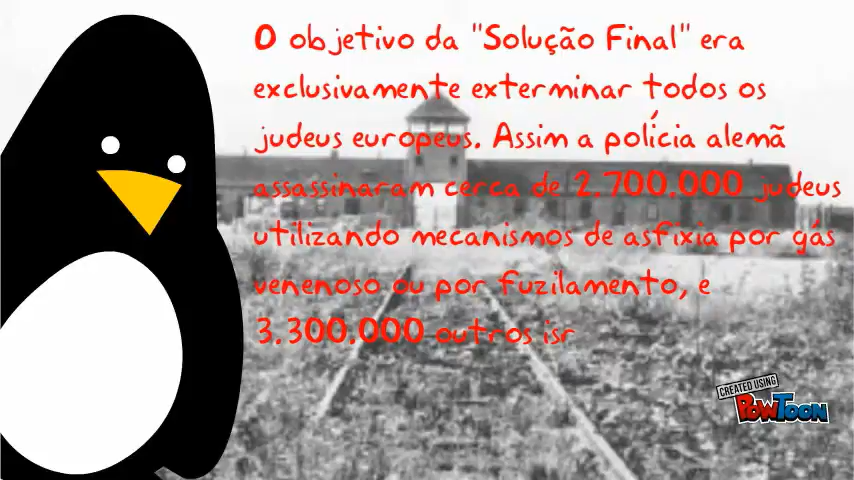 O objetivo da "Solução Final" era
exclusivamente exterminar todos os
judeus europeus. Assim a polícia alemã
assassinaram cerca de 2.700.000 judeus
utilizando mecanismos de asfixia por gás
venenoso ou por fuzilamento, e
3.300.000 outros isr
CREATED USING
POWTOON